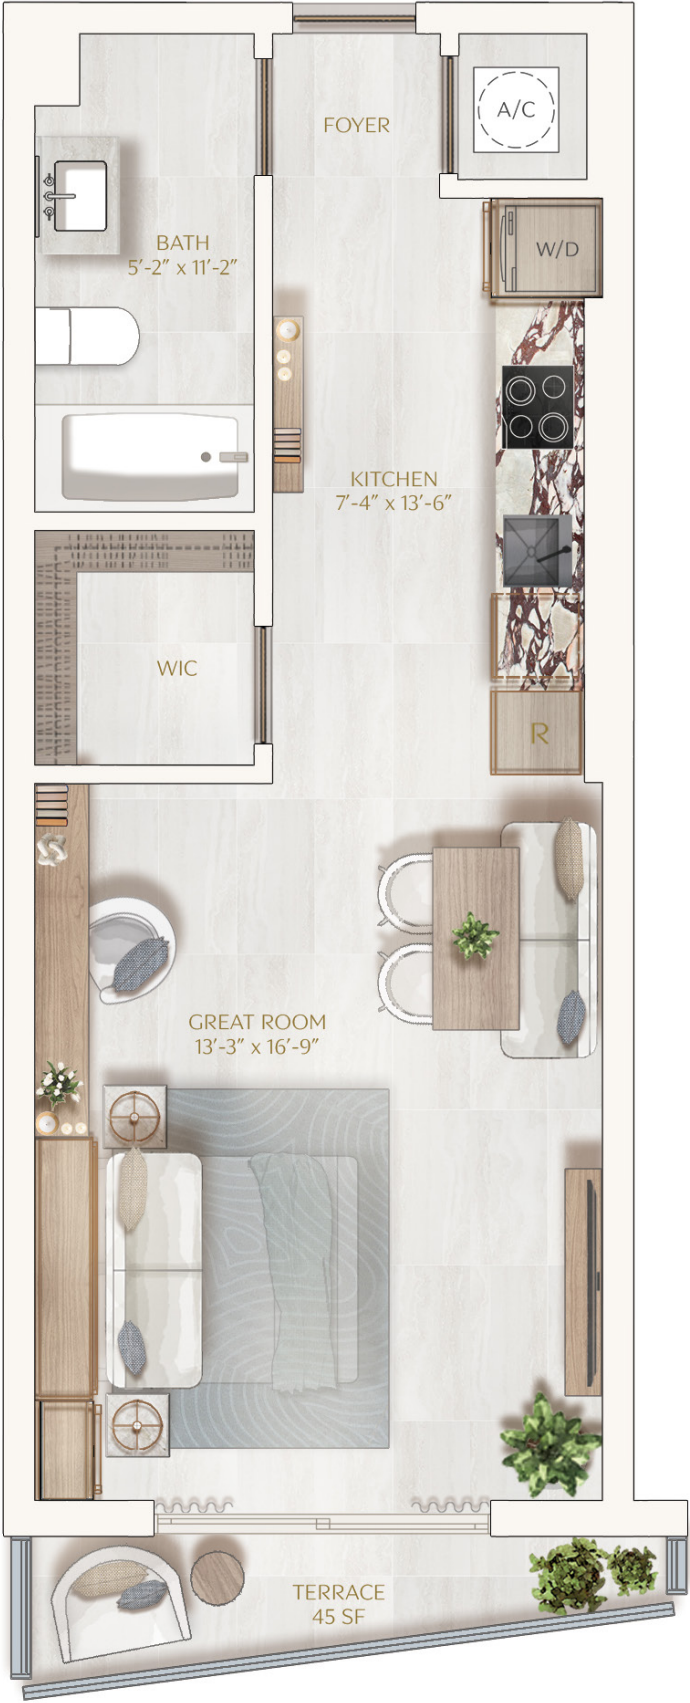 FOYER
A/C
BATH
5'-2" x 11'-2"
W/D
KITCHEN
7'-4" x 13'-6"
WIC
R
GREAT ROOM
13'-3" x 16'-9"
TERRACE
45 SF